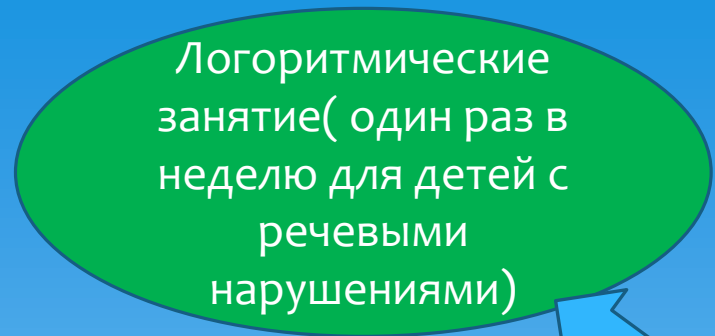 Логоритмические
занятие( один раз в
неделю для детей с
речевыми
нарушениями)